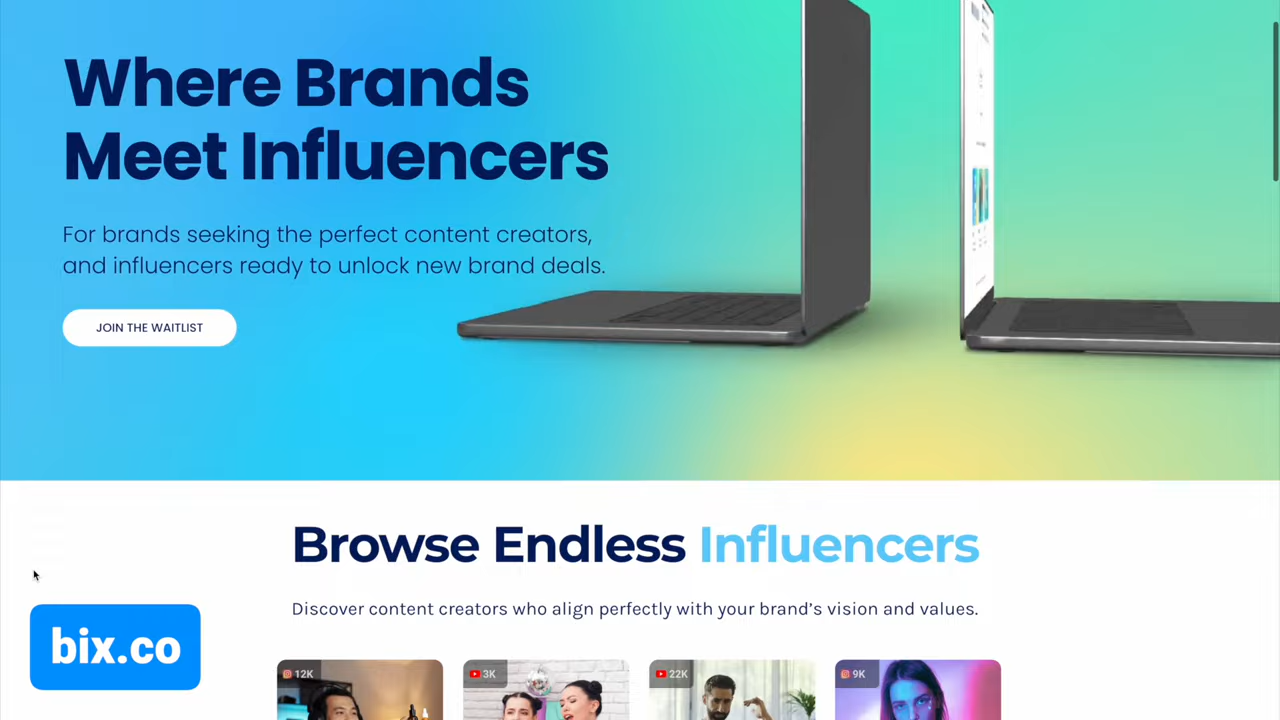 Where Brands
Meet Influencers
For brands seeking the perfect content creators,
and influencers ready to unlock new brand deals.
JOIN THE WAITLIST
Browse Endless Influencers
Discover content creators who align perfectly with your brand’s vision and values.
bix.co
12K
3K
22K
9K